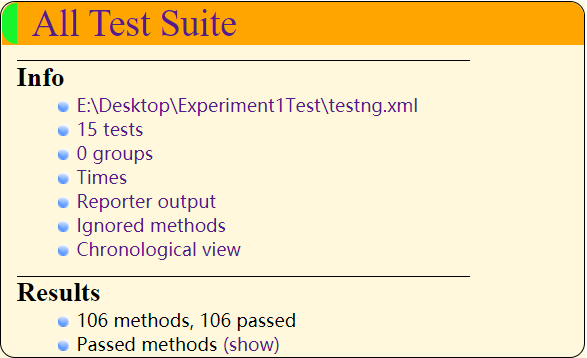 All Test Suite
Info
E:\Desktop\Experiment1Test\testng.xml
15 tests
0 groups
Times
Reporter output
Ignored methods
Chronological view
Results
106 methods, 106 passed
Passed methods (show)